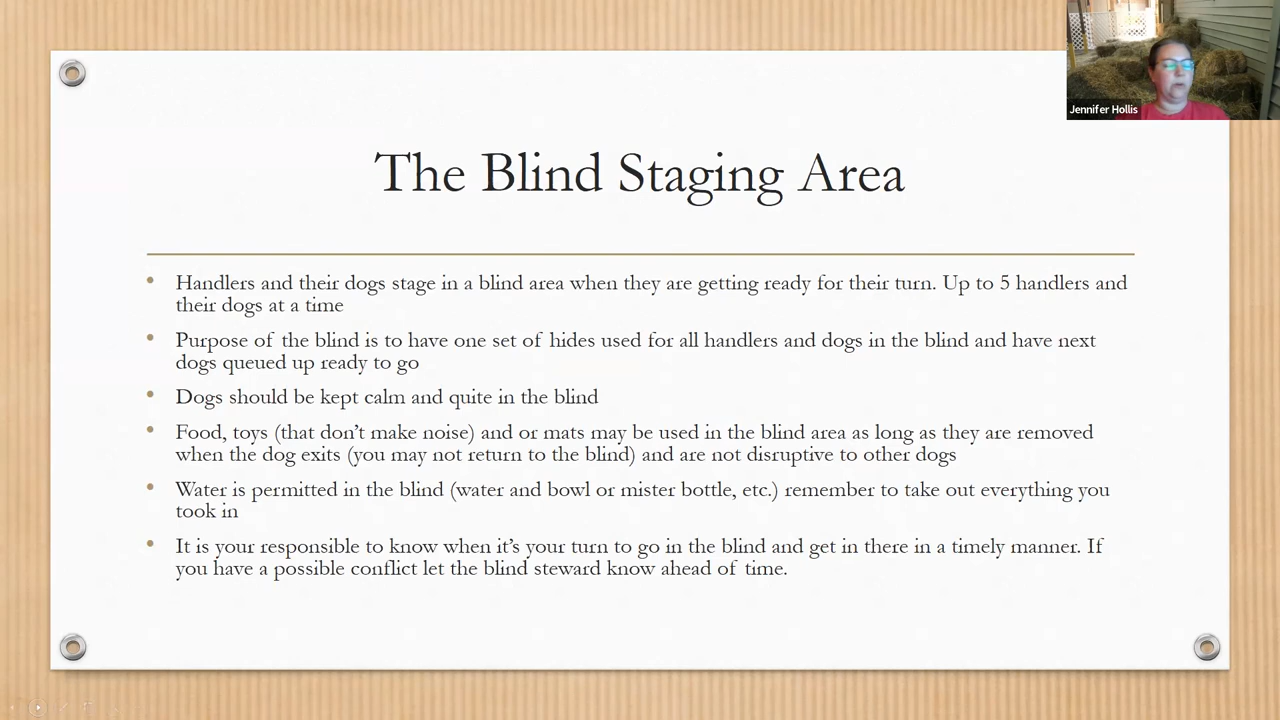 Jennifer Hollis
The Blind Staging Area
• Handlers and their dogs stage in a blind area when they are getting ready for their turn. Up to 5 handlers and
their dogs at a time
• Purpose of the blind is to have one set of hides used for all handlers and dogs in the blind and have next
dogs queued up ready to go
• Dogs should be kept calm and quite in the blind
• Food, toys (that don't make noise) and or mats may be used in the blind area as long as they are removed
when the dog exits (you may not return to the blind) and are not disruptive to other dogs
• Water is permitted in the blind (water and bowl or mister bottle, etc.) remember to take out everything you
took in
• It is your responsible to know when it's your turn to go in the blind and get in there in a timely manner. If
you have a possible conflict let the blind steward know ahead of time.